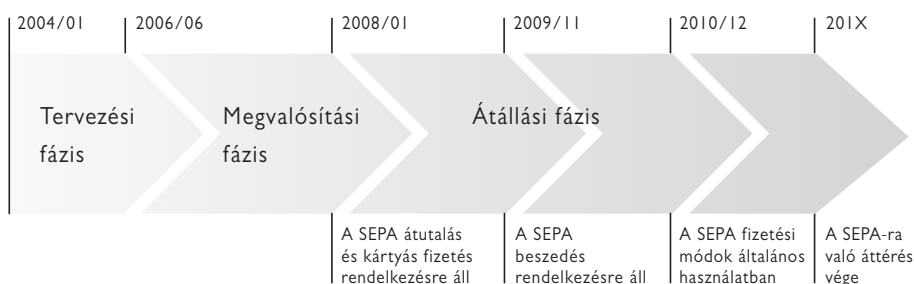 2004/01
2006/06
2008/01
2009/11
2010/12
201X
Tervezési
fázis
Megvalósítási
fázis
Átállási fázis
A SEPA átutalás
és kártyás fizetés
rendelkezésre áll
A SEPA
beszedés
rendelkezésre áll
A SEPA fizetési
módok általános
használatban
A SEPA-ra
való áttérés
vége